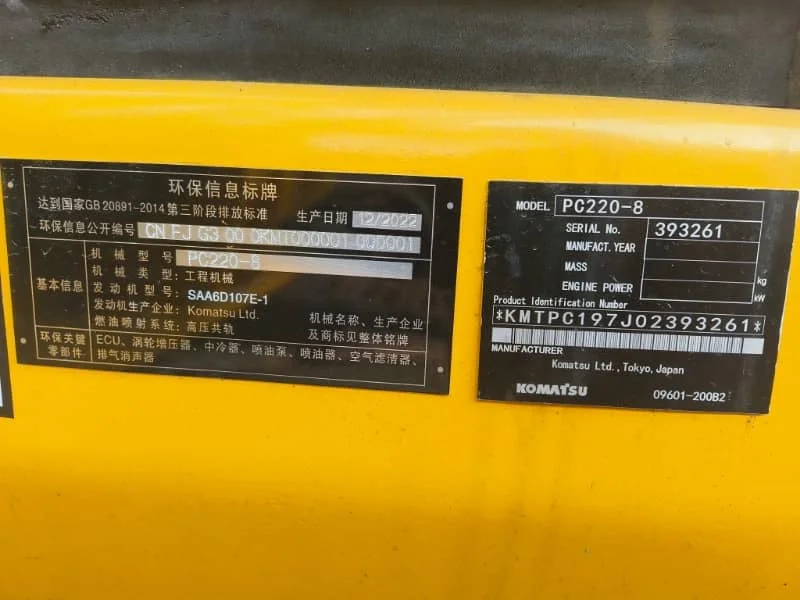 环保信息标牌
达到国家GB 20891-2014 第三阶段排放标准 生产日期 12/2022
环保信息公开编号 CN FJ G3 00 0KMT000001 000001
基本信息
机械型号: PC220-8
机械类型: 工程机械
发动机型号: SAA6D107E-1
发动机生产企业: Komatsu Ltd.
燃油喷射系统: 高压共轨
机械名称、生产企业
及商标见整体铭牌
环保关键
零部件
ECU、涡轮增压器、中冷器、喷油泵、喷油器、空气滤清器、
排气消声器
MODEL PC220-8
SERIAL No. 393261
MANUFACT. YEAR
MASS kg
ENGINE POWER kW
Product Identification Number
*KMTPC197J02393261*
MANUFACTURER
Komatsu Ltd., Tokyo, Japan
KOMATSU 09601-200B2